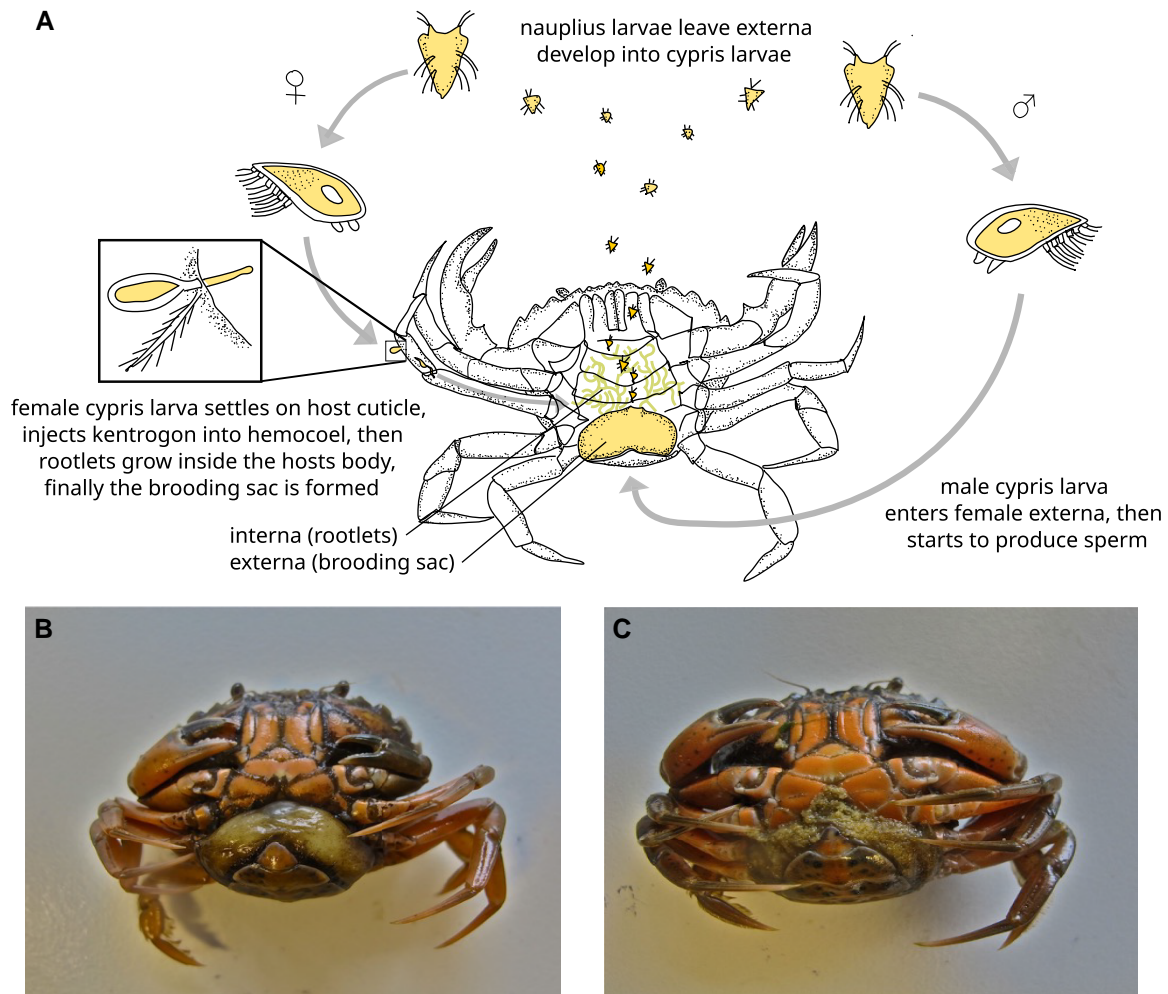 A
nauplius larvae leave externa
develop into cypris larvae
♀
♂
female cypris larva settles on host cuticle,
injects kentrogon into hemocoel, then
rootlets grow inside the hosts body,
finally the brooding sac is formed
interna (rootlets)
externa (brooding sac)
male cypris larva
enters female externa, then
starts to produce sperm
B
C